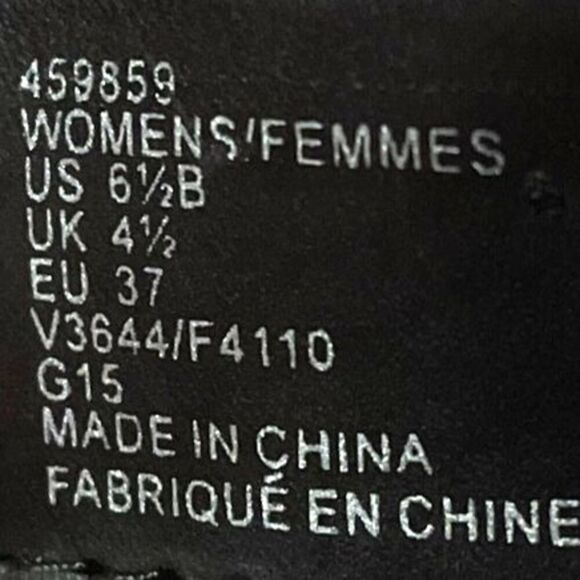 459859
WOMENS/FEMMES
US 6½B
UK 4½
EU 37
V3644/F4110
G15
MADE IN CHINA
FABRIQUÉ EN CHINE